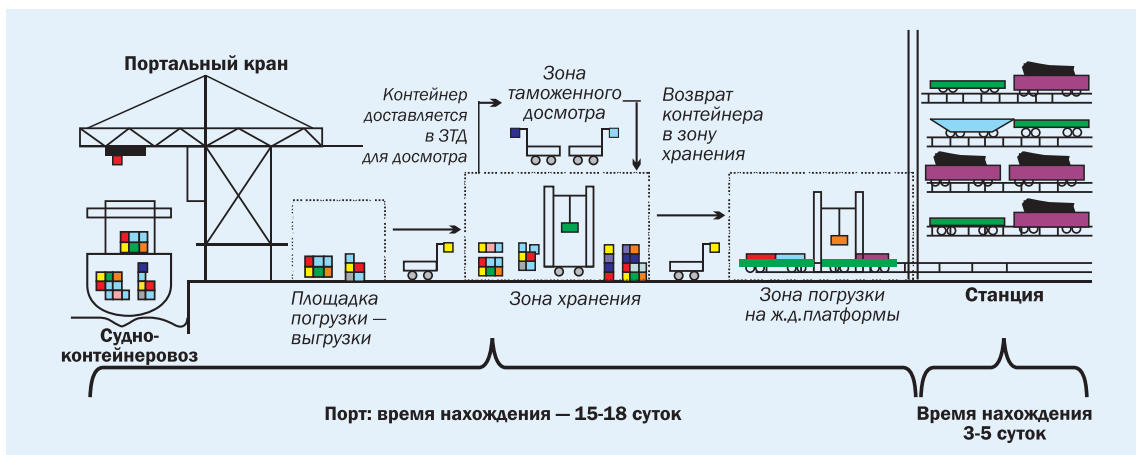 Портальный кран
Контейнер
доставляется
в ЗТД
для досмотра
Зона
таможенного
досмотра
Возврат
контейнера
в зону
хранения
Судно-
контейнеровоз
Площадка
погрузки —
выгрузки
Зона хранения
Зона погрузки
на ж.д.платформы
Станция
Порт: время нахождения — 15-18 суток
Время нахождения
3-5 суток